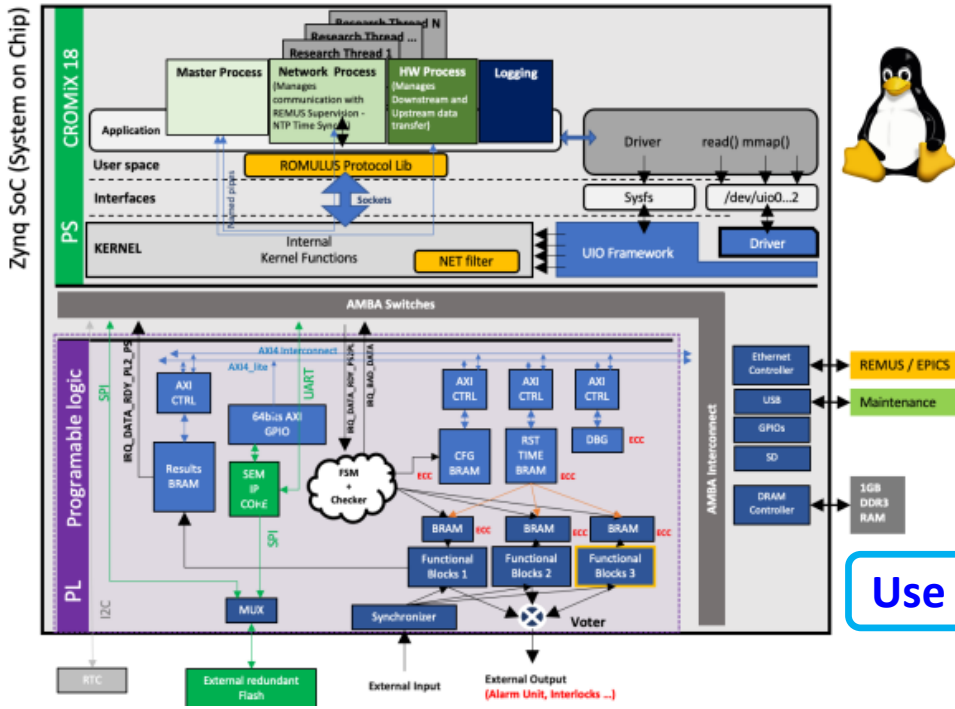 Zynq SoC (System on Chip)
CROMiX 18
PS
Research Thread N
Research Thread ...
Research Thread 1
Master Process
Network Process
(Manages
communication with
REMUS Supervision -
NTP Time Sync)
HW Process
(Manages
Downstream and
Upstream data
transfer)
Logging
Application
User space
ROMULUS Protocol Lib
Driver
read() mmap()
Interfaces
Named pipes
Sockets
Sysfs
/dev/uio0...2
KERNEL
Internal
Kernel Functions
NET filter
UIO Framework
Driver
AMBA Switches
AMBA Interconnect
PL
Programable logic
I2C
SPI
IRQ_DATA_RDY_PL2_PS
AXI4 Interconnect
AXI4_lite
UART
IRQ_DATA_RDY_PS2PL
IRQ_BAD_DATA
AXI
CTRL
AXI
CTRL
AXI
CTRL
AXI
CTRL
64bits AXI
GPIO
Results
BRAM
SEM
IP
CORE
SPI
FSM
+
Checker
CFG
BRAM
ECC
RST
TIME
BRAM
ECC
DBG
ECC
BRAM
ECC
BRAM
ECC
BRAM
ECC
Functional
Blocks 1
Functional
Blocks 2
Functional
Blocks 3
MUX
Synchronizer
Voter
Ethernet
Controller
USB
GPIOs
SD
DRAM
Controller
REMUS / EPICS
Maintenance
1GB
DDR3
RAM
Use
RTC
External redundant
Flash
External Input
External Output
(Alarm Unit, Interlocks ...)